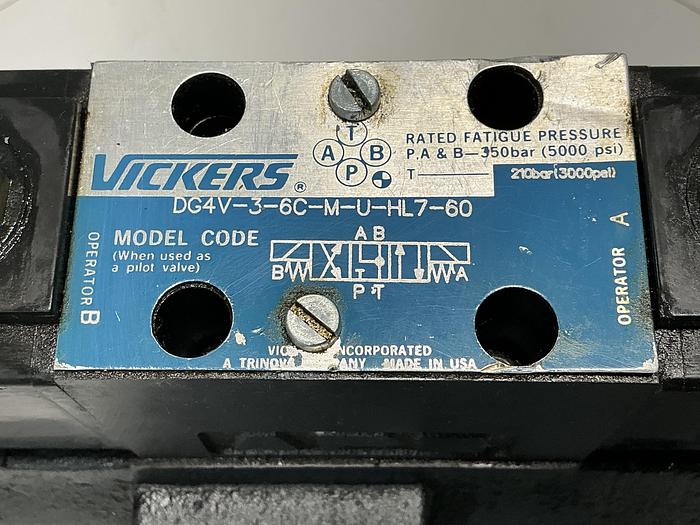 T
A B
P
RATED FATIGUE PRESSURE
P.A & B—350bar (5000 psi)
T 210bar(3000psi)
VICKERS®
DG4V-3-6C-M-U-HL7-60
MODEL CODE
(When used as
a pilot valve)
OPERATOR B
A B
B T A
P T
OPERATOR A
INCORPORATED
A TRINOVA MADE IN USA